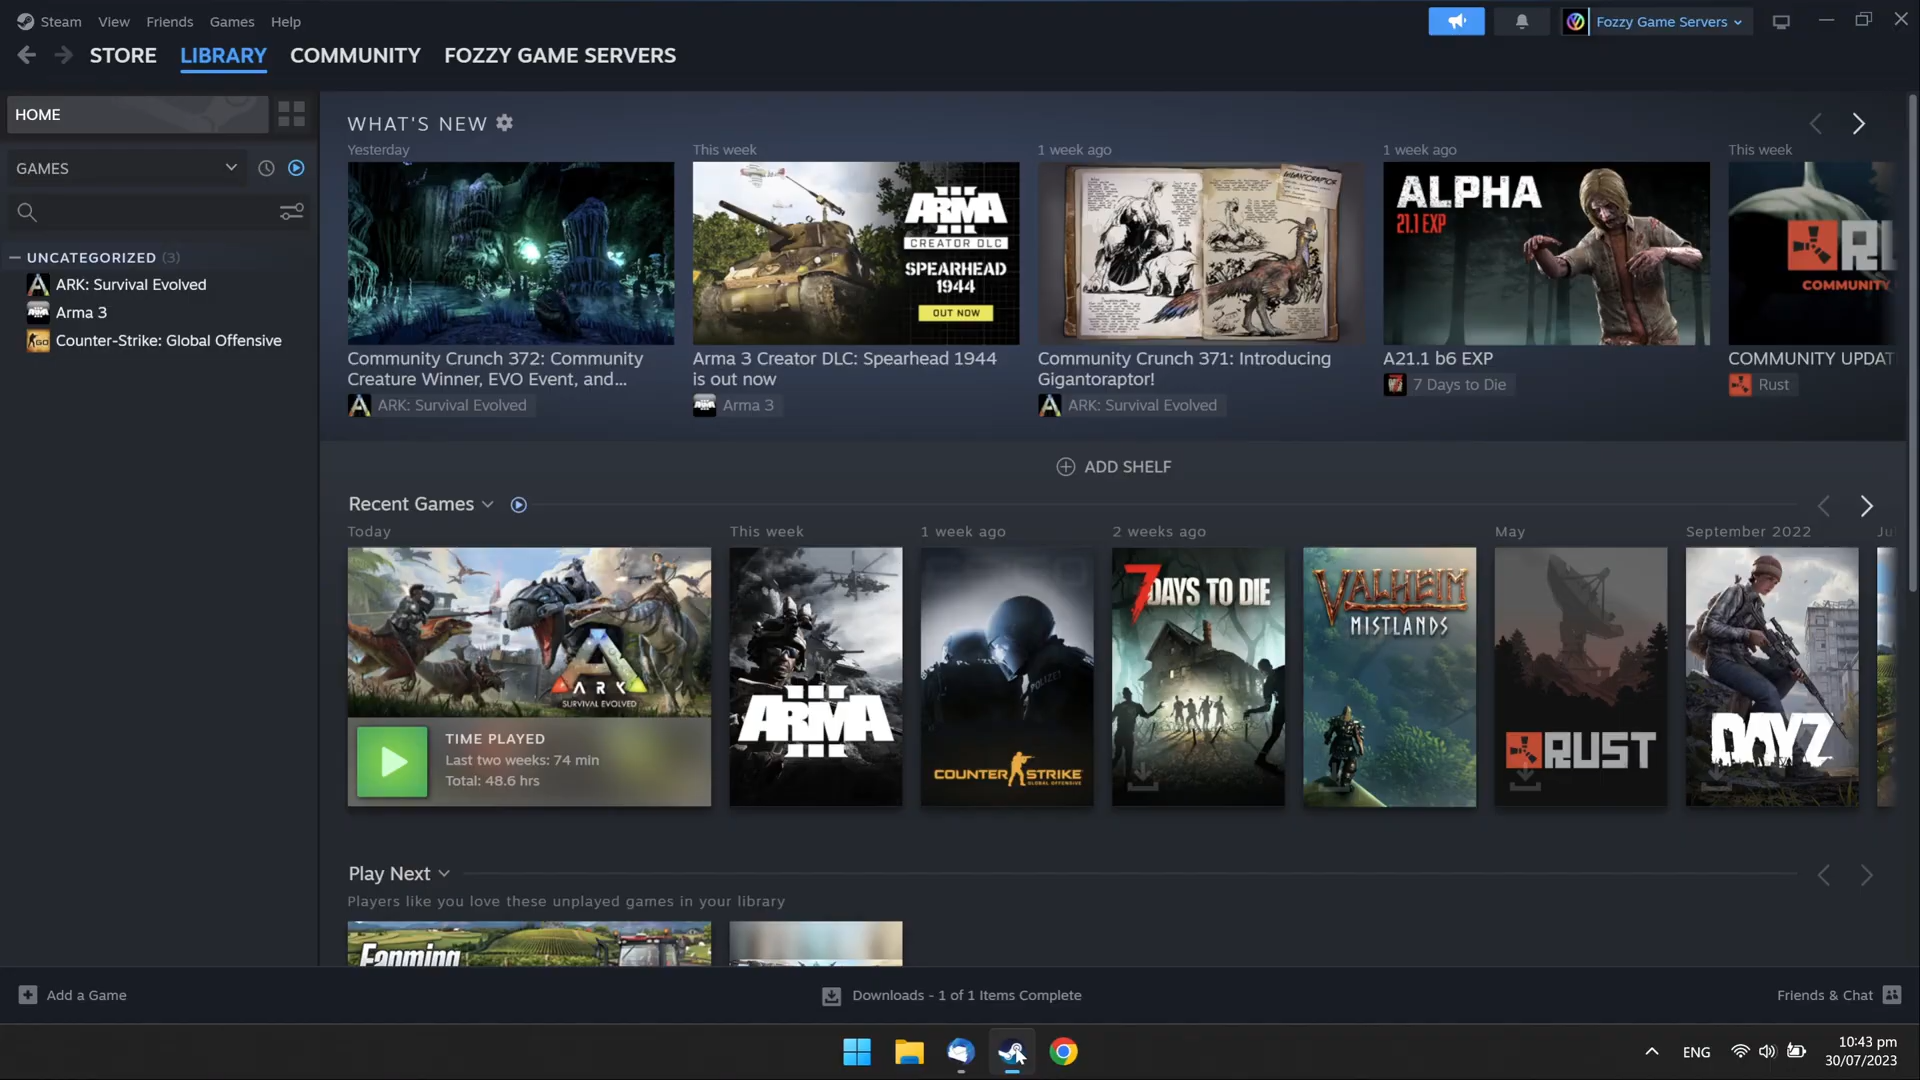 Steam View Friends Games Help
Fozzy Game Servers
STORE LIBRARY COMMUNITY FOZZY GAME SERVERS
HOME
GAMES
UNCATEGORIZED (3)
ARK: Survival Evolved
Arma 3
Counter-Strike: Global Offensive
WHAT'S NEW
Yesterday
Community Crunch 372: Community
Creature Winner, EVO Event, and...
ARK: Survival Evolved
This week
ARMA III
CREATOR DLC
SPEARHEAD
1944
OUT NOW
Arma 3 Creator DLC: Spearhead 1944
is out now
Arma 3
1 week ago
GIGANTORAPTOR
Community Crunch 371: Introducing
Gigantoraptor!
ARK: Survival Evolved
1 week ago
ALPHA
21.1 EXP
A21.1 b6 EXP
7 Days to Die
This week
COMMUNITY
COMMUNITY UPDAT
Rust
ADD SHELF
Recent Games
Today
ARK
SURVIVAL EVOLVED
TIME PLAYED
Last two weeks: 74 min
Total: 48.6 hrs
This week
ARMA III
1 week ago
POLIZEI
COUNTER STRIKE
GLOBAL OFFENSIVE
2 weeks ago
7 DAYS TO DIE
VALHEIM
MISTLANDS
May
RUST
September 2022
DAYZ
Ju
Play Next
Players like you love these unplayed games in your library
Farming
Add a Game
Downloads - 1 of 1 Items Complete
Friends & Chat
ENG
10:43 pm
30/07/2023